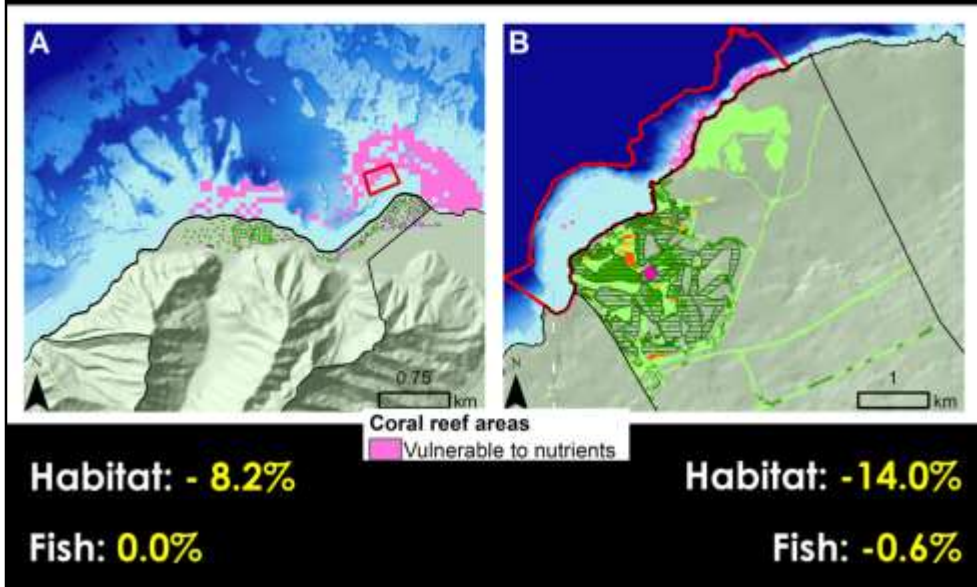 A
B
N
0.75
km
N
1
km
Coral reef areas
Vulnerable to nutrients
Habitat: - 8.2%
Habitat: -14.0%
Fish: 0.0%
Fish: -0.6%